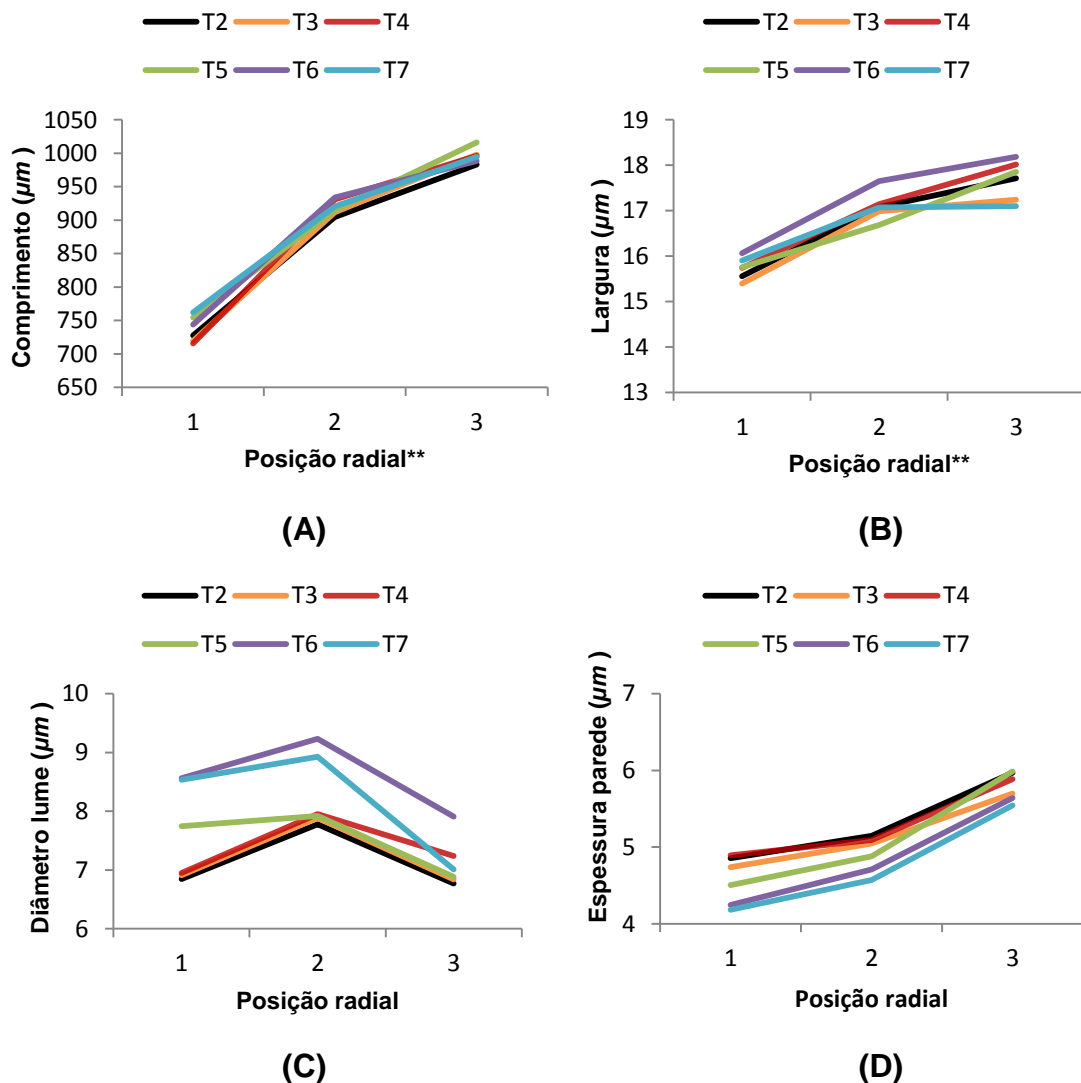 T2 T3 T4
T5 T6 T7
Comprimento (µm)
1050
1000
950
900
850
800
750
700
650
1 2 3
Posição radial**
(A)
T2 T3 T4
T5 T6 T7
Largura (µm)
19
18
17
16
15
14
13
1 2 3
Posição radial**
(B)
T2 T3 T4
T5 T6 T7
Diâmetro lume (µm)
10
9
8
7
6
1 2 3
Posição radial
(C)
T2 T3 T4
T5 T6 T7
Espessura parede (µm)
7
6
5
4
1 2 3
Posição radial
(D)